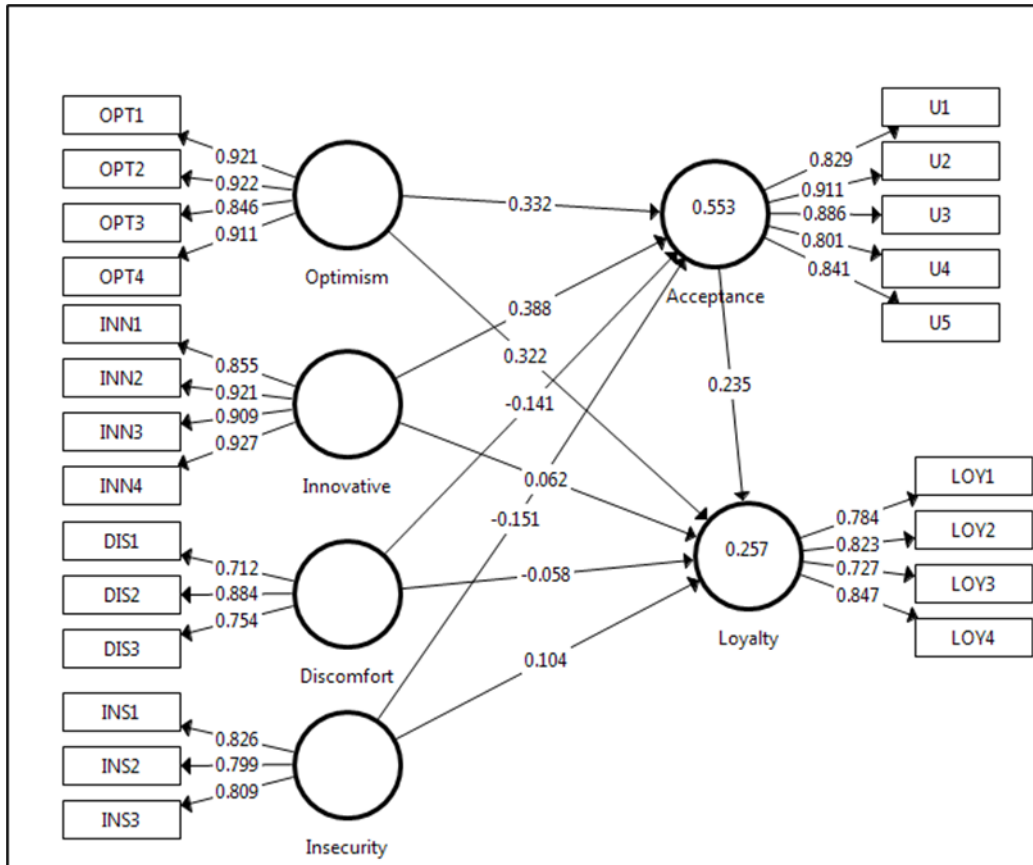 OPT1
OPT2
OPT3
OPT4
0.921
0.922
0.846
0.911
Optimism
INN1
INN2
INN3
INN4
0.855
0.921
0.909
0.927
Innovative
DIS1
DIS2
DIS3
0.712
0.884
0.754
Discomfort
INS1
INS2
INS3
0.826
0.799
0.809
Insecurity
0.332
0.388
0.322
-0.141
0.062
-0.151
-0.058
0.104
0.235
0.553
Acceptance
0.829
0.911
0.886
0.801
0.841
U1
U2
U3
U4
U5
0.257
Loyalty
0.784
0.823
0.727
0.847
LOY1
LOY2
LOY3
LOY4